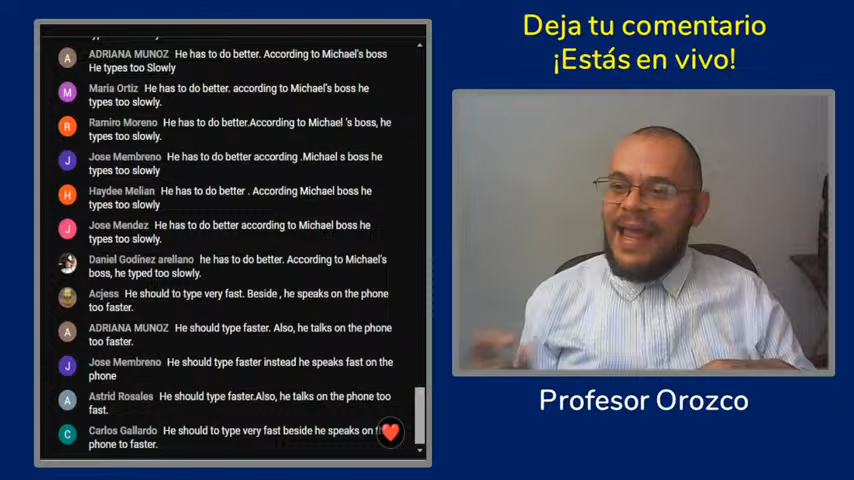 Deja tu comentario
¡Estás en vivo!
ADRIANA MUNOZ He has to do better. According to Michael's boss
He types too Slowly
Maria Ortiz He has to do better. according to Michael's boss he
types too slowly.
Ramiro Moreno He has to do better.According to Michael 's boss, he
types too slowly.
Jose Membreno He has to do better according .Michael s boss he
types too slowly
Haydee Melian He has to do better . According Michael boss he
types too slowly
Jose Mendez He has to do better according to Michael boss he
types too slowly.
Daniel Godínez arellano he has to do better. According to Michael's
boss, he typed too slowly.
Acjess He should to type very fast. Beside , he speaks on the phone
too faster.
ADRIANA MUNOZ He should type faster. Also, he talks on the phone
too faster.
Jose Membreno He should type faster instead he speaks fast on the
phone
Astrid Rosales He should type faster.Also, he talks on the phone too
fast.
Carlos Gallardo He should to type very fast beside he speaks on
phone to faster.
A
M
R
J
H
J
A
J
A
C
Profesor Orozco